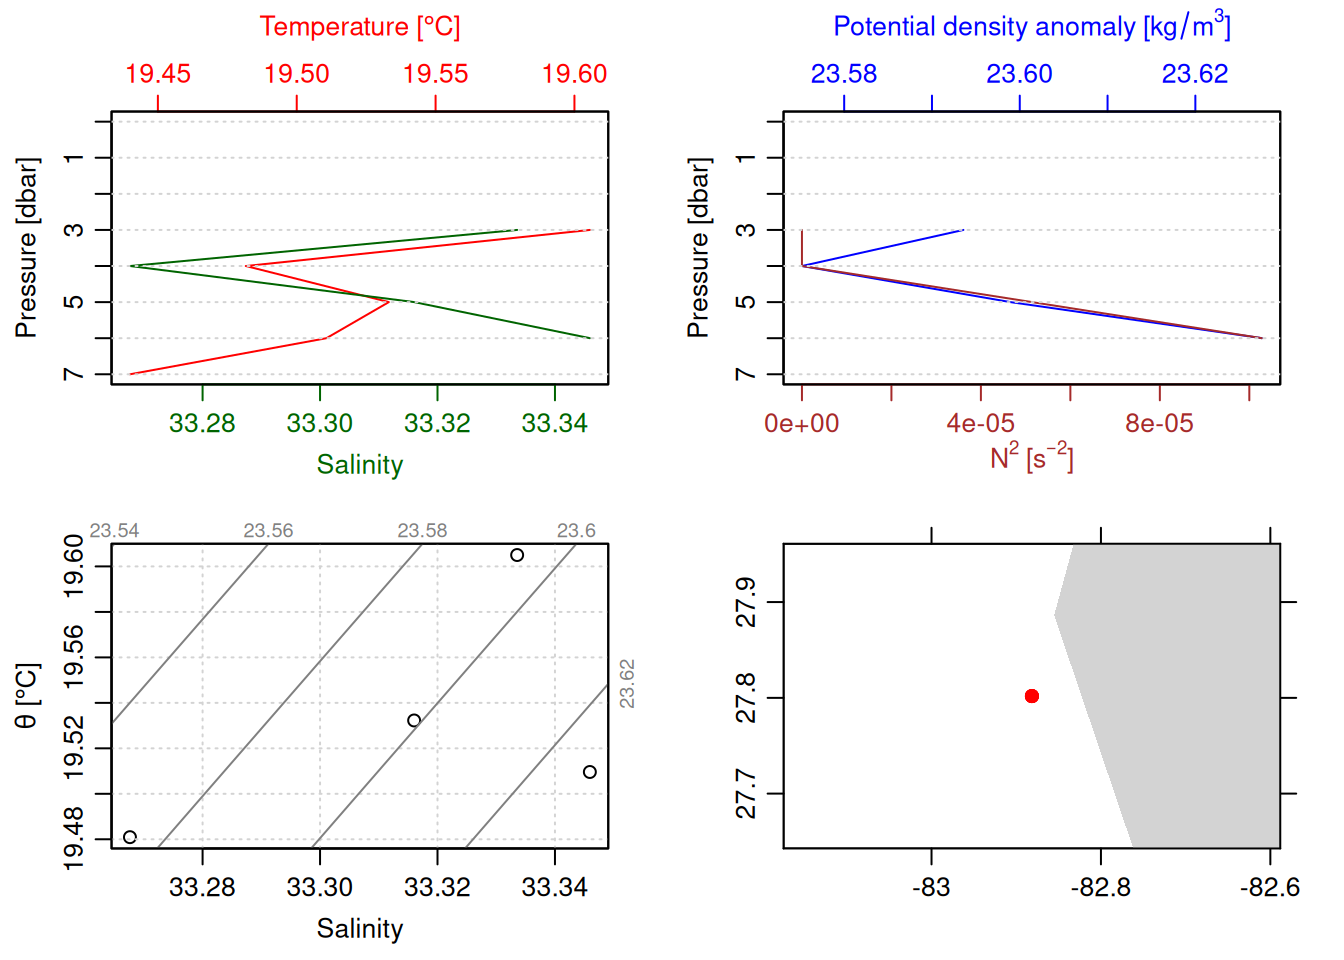 Temperature [°C]
19.45 19.50 19.55 19.60
Pressure [dbar]
1 3 5 7
33.28 33.30 33.32 33.34
Salinity
Potential density anomaly [kg/m³]
23.58 23.60 23.62
Pressure [dbar]
1 3 5 7
0e+00 4e-05 8e-05
N² [s⁻²]
23.54 23.56 23.58 23.6
23.62
θ [°C]
19.60 19.56 19.52 19.48
33.28 33.30 33.32 33.34
Salinity
27.9 27.8 27.7
-83 -82.8 -82.6